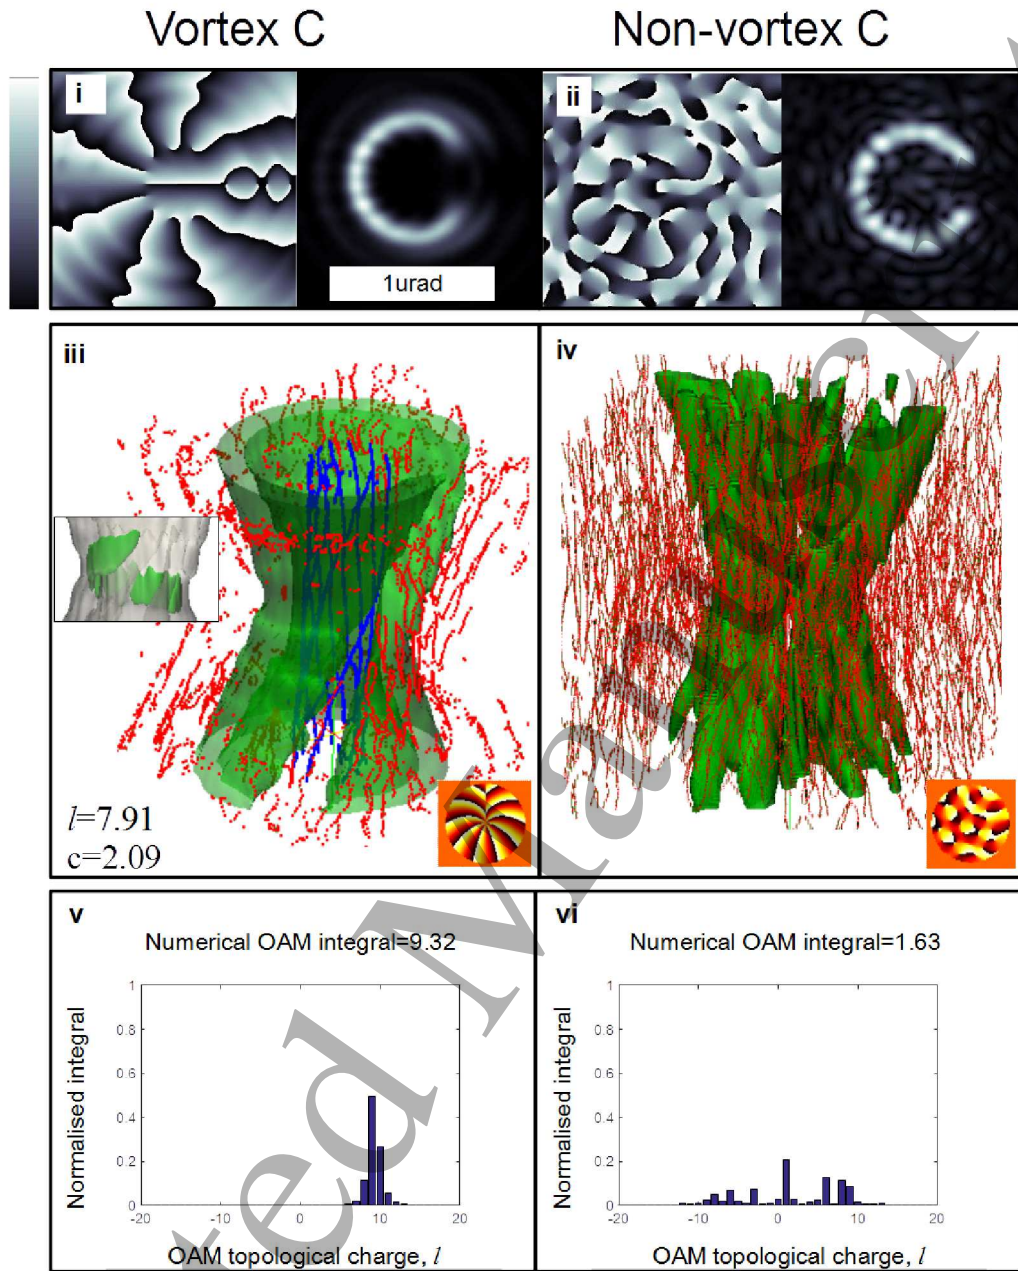 Vortex C
Non-vortex C
i
ii
1urad
iii
iv
l=7.91
c=2.09
v
vi
Numerical OAM integral=9.32
Numerical OAM integral=1.63
Normalised integral
1
0.8
0.6
0.4
0.2
0
-20
-10
0
10
20
OAM topological charge, l
Normalised integral
1
0.8
0.6
0.4
0.2
0
-20
-10
0
10
20
OAM topological charge, l
ted Manuscri